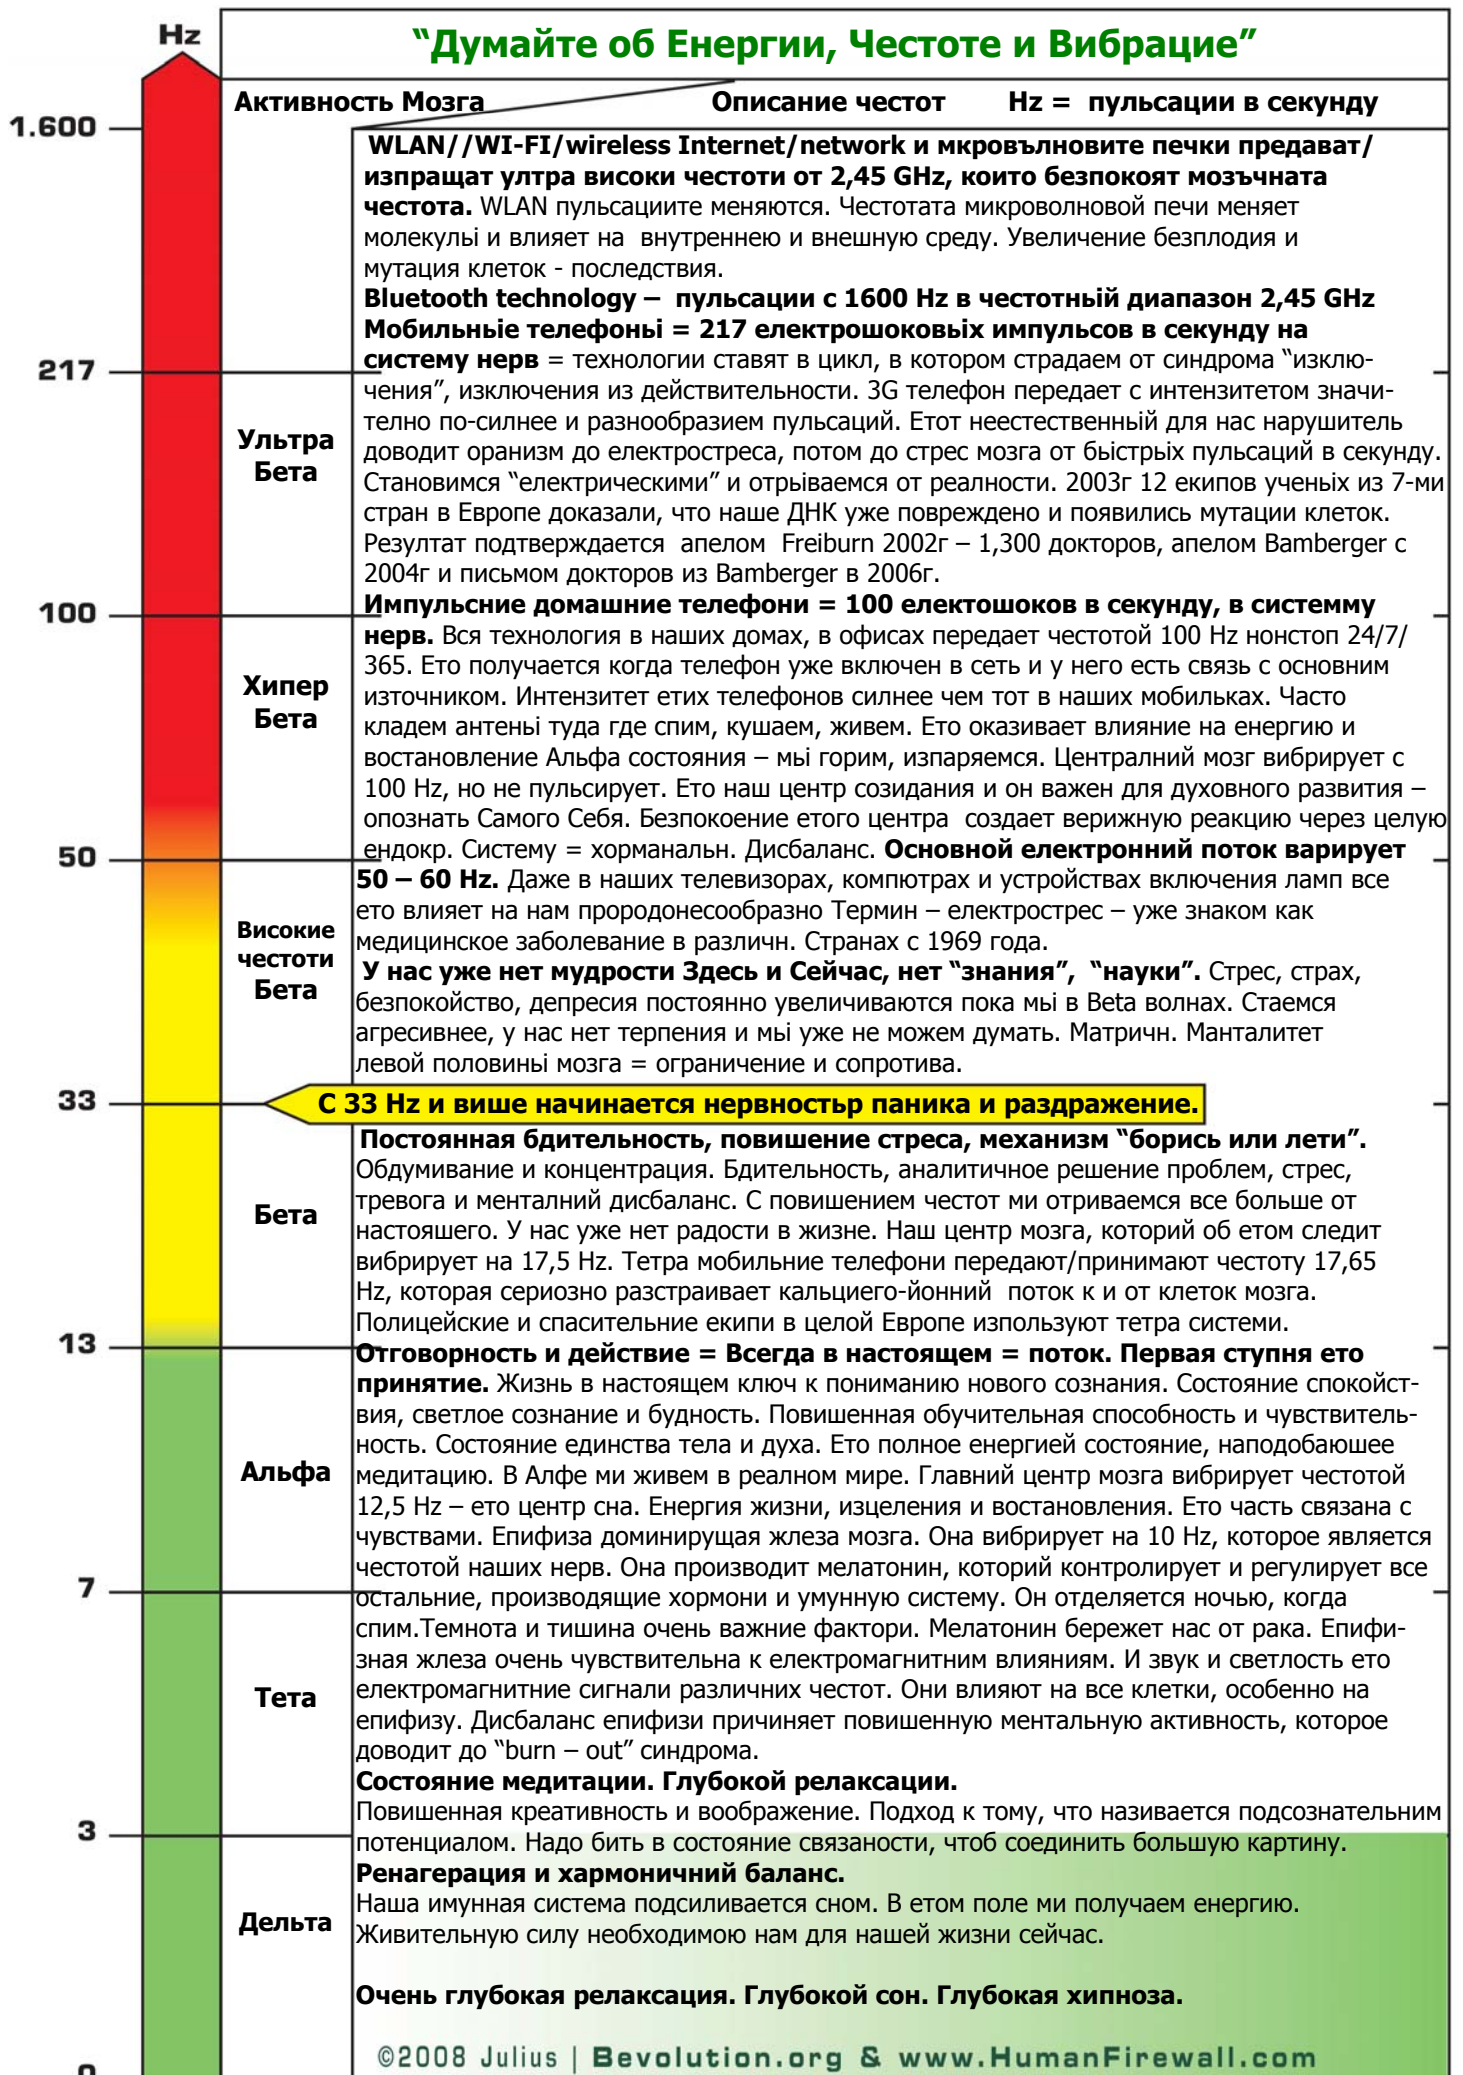 Hz
“Думайте об Енергии, Честоте и Вибрацие”
Активность Мозга Описание честот Hz = пульсации в секунду
1.600
WLAN//WI-FI/wireless Internet/network и мкровълновите печки предават/
изпращат ултра високи честоти от 2,45 GHz, които безпокоят мозъчната
честота. WLAN пульсациите меняются. Честотата микроволновой печи меняет
молекулы и влияет на внутреннею и внешную среду. Увеличение безплодия и
мутация клеток - последствия.
Bluetooth technology – пульсации с 1600 Hz в честотный диапазон 2,45 GHz
Мобильные телефоны = 217 електрошоковых импульсов в секунду на
систему нерв = технологии ставят в цикл, в котором страдаем от синдрома “изклю-
217
чения”, изключения из действительности. 3G телефон передает с интензитетом значи-
телно по-силнее и разнообразием пульсаций. Етот неестественный для нас нарушитель
Ультра
Бета
доводит оранизм до електростреса, потом до стрес мозга от быстрых пульсаций в секунду.
Становимся “електрическими” и отрываемся от реалности. 2003г 12 екипов ученых из 7-ми
стран в Европе доказали, что наше ДНК уже повреждено и появились мутации клеток.
Резултат подтверждается апелом Freiburn 2002г – 1,300 докторов, апелом Bamberger с
2004г и письмом докторов из Bamberger в 2006г.
100
Импульсние домашние телефони = 100 електошоков в секунду, в системму
нерв. Вся технология в наших домах, в офисах передает честотой 100 Hz нонстоп 24/7/
365. Ето получается когда телефон уже включен в сеть и у него есть связь с основним
Хипер
Бета
източником. Интензитет етих телефонов силнее чем тот в наших мобильках. Часто
кладем антены туда где спим, кушаем, живем. Ето оказивает влияние на енергию и
востановление Альфа состояния – мы горим, изпаряемся. Централний мозг вибрирует с
100 Hz, но не пульсирует. Ето наш центр созидания и он важен для духовного развития –
опознать Самого Себя. Безпокоение етого центра создает верижную реакцию через целую
50
ендокр. Систему = хорманальн. Дисбаланс. Основной електронний поток варирует
50 – 60 Hz. Даже в наших телевизорах, компютрах и устройствах включения ламп все
ето влияет на нам прородонесообразно Термин – електрострес – уже знаком как
Високие
честоти
Бета
медицинское заболевание в различн. Странах с 1969 года.
У нас уже нет мудрости Здесь и Сейчас, нет “знания”, “науки”. Стрес, страх,
безпокойство, депресия постоянно увеличиваются пока мы в Beta волнах. Стаемся
агресивнее, у нас нет терпения и мы уже не можем думать. Матричн. Манталитет
левой половины мозга = ограничение и сопротива.
33
С 33 Hz и више начинается нервностьр паника и раздражение.
Постоянная бдительность, повишение стреса, механизм “борись или лети”.
Обдумивание и концентрация. Бдительность, аналитичное решение проблем, стрес,
тревога и менталний дисбаланс. С повишением честот ми отриваемся все больше от
Бета
настояшего. У нас уже нет радости в жизне. Наш центр мозга, которий об етом следит
вибрирует на 17,5 Hz. Тетра мобильние телефони передают/принимают честоту 17,65
Hz, которая сериозно разстраивает кальциего-йонний поток к и от клеток мозга.
Полицейские и спасительние екипи в целой Европе изпользуют тетра системи.
13
Отговорность и действие = Всегда в настоящем = поток. Первая ступня ето
принятие. Жизнь в настоящем ключ к пониманию нового сознания. Состояние спокойст-
вия, светлое сознание и будность. Повишенная обучительная способность и чувствитель-
ность. Состояние единства тела и духа. Ето полное енергией состояние, наподобаюшее
Альфа
медитацию. В Алфе ми живем в реалном мире. Главний центр мозга вибрирует честотой
12,5 Hz – ето центр сна. Енергия жизни, изцеления и востановления. Ето часть связана с
чувствами. Епифиза доминирущая жлеза мозга. Она вибрирует на 10 Hz, которое является
честотой наших нерв. Она производит мелатонин, которий контролирует и регулирует все
7
остальние, производящие хормони и умунную систему. Он отделяется ночью, когда
спим.Темнота и тишина очень важние фактори. Мелатонин бережет нас от рака. Епифи-
зная жлеза очень чувствительна к електромагнитним влияниям. И звук и светлость ето
Тета
електромагнитние сигнали различних честот. Они влияют на все клетки, особенно на
епифизу. Дисбаланс епифизи причиняет повишенную ментальную активность, которое
доводит до “burn – out” синдрома.
Состояние медитации. Глубокой релаксации.
Повишенная креативность и воображение. Подход к тому, что називается подсознательним
3
потенциалом. Надо бить в состояние связаности, чтоб соединить большую картину.
Ренагерация и хармоничний баланс.
Наша имунная система подсиливается сном. В етом поле ми получаем енергию.
Дельта
Живительную силу необходимою нам для нашей жизни сейчас.
Очень глубокая релаксация. Глубокой сон. Глубокая хипноза.
©2008 Julius | Bevolution.org & www.HumanFirewall.com
0